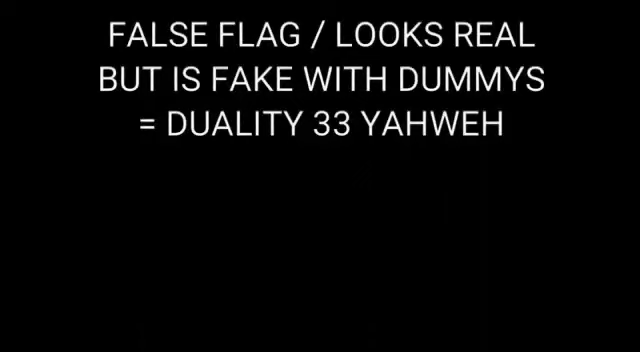 FALSE FLAG / LOOKS REAL
BUT IS FAKE WITH DUMMYS
= DUALITY 33 YAHWEH